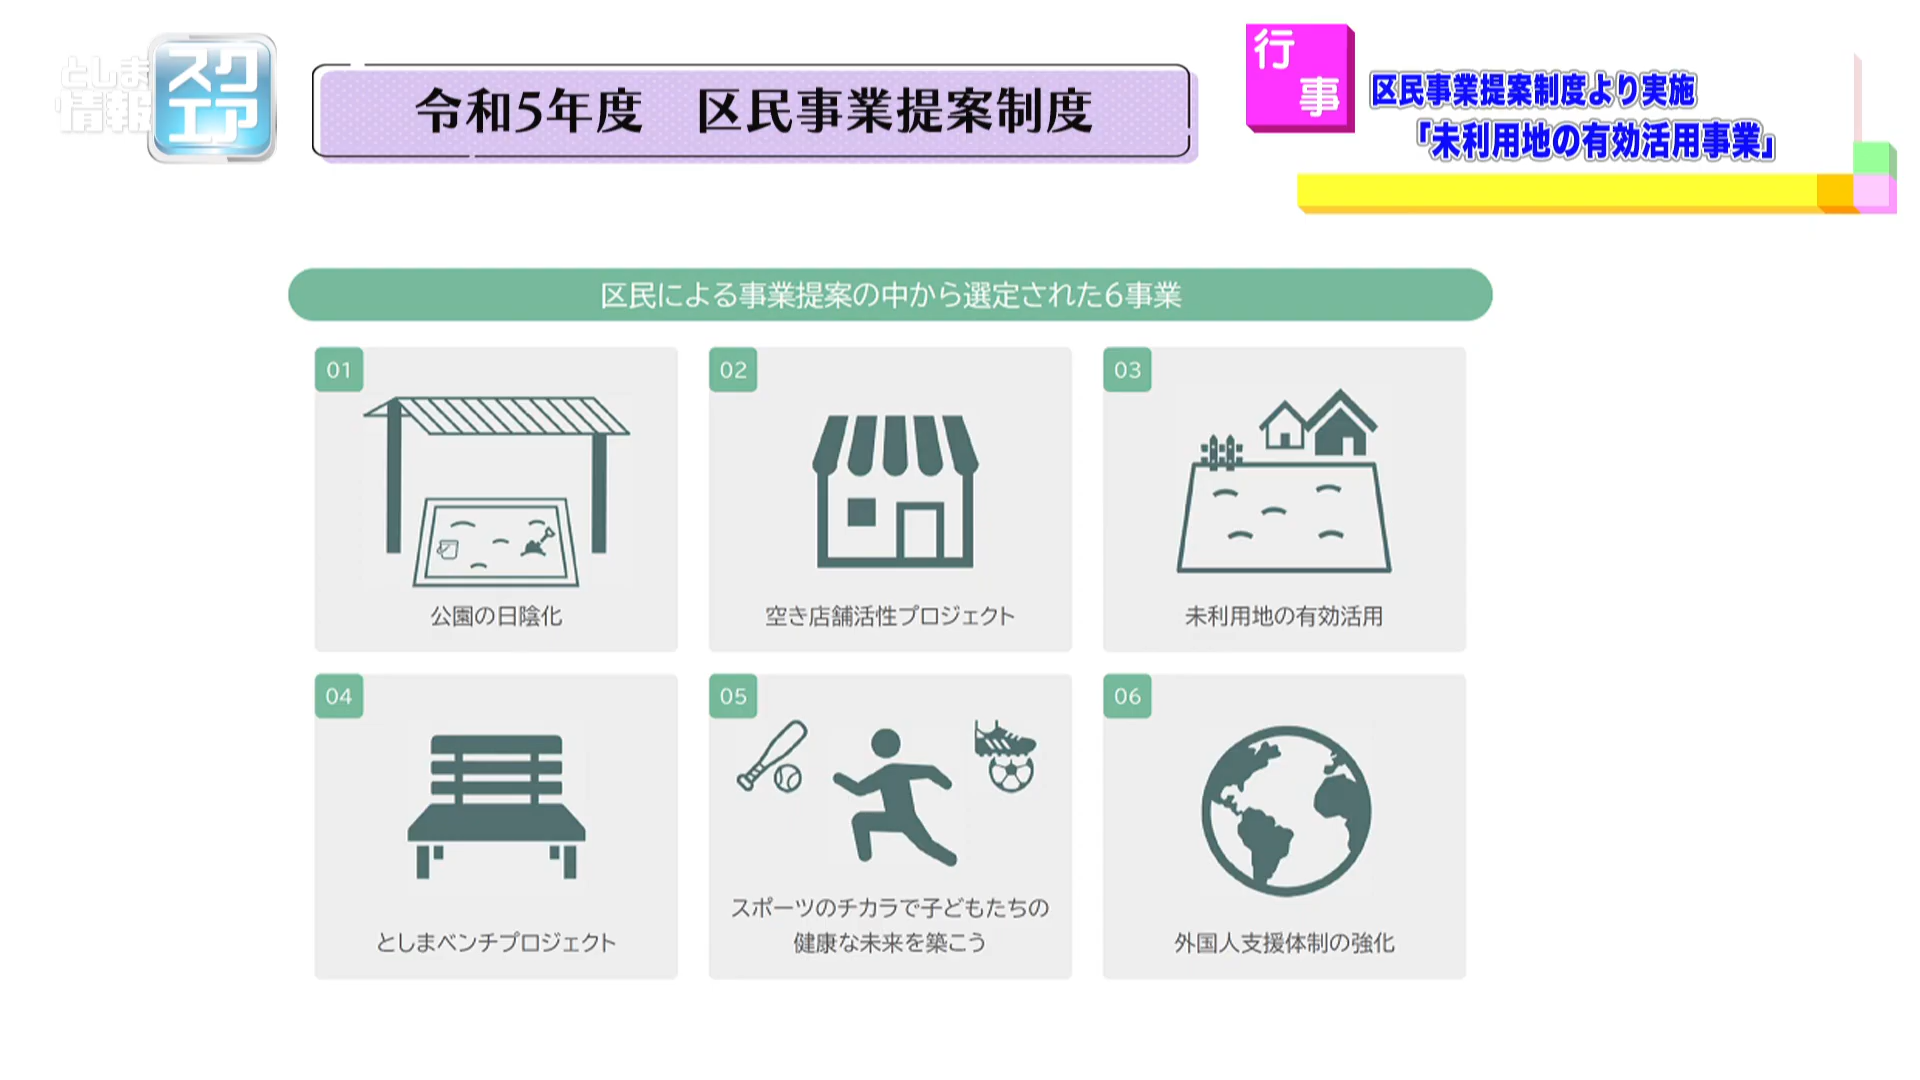 としま
情報
スク
エア
令和5年度　区民事業提案制度
行
事
区民事業提案制度より実施
「未利用地の有効活用事業」
区民による事業提案の中から選定された6事業
01
公園の日陰化
02
空き店舗活性プロジェクト
03
未利用地の有効活用
04
としまベンチプロジェクト
05
スポーツのチカラで子どもたちの
健康な未来を築こう
06
外国人支援体制の強化